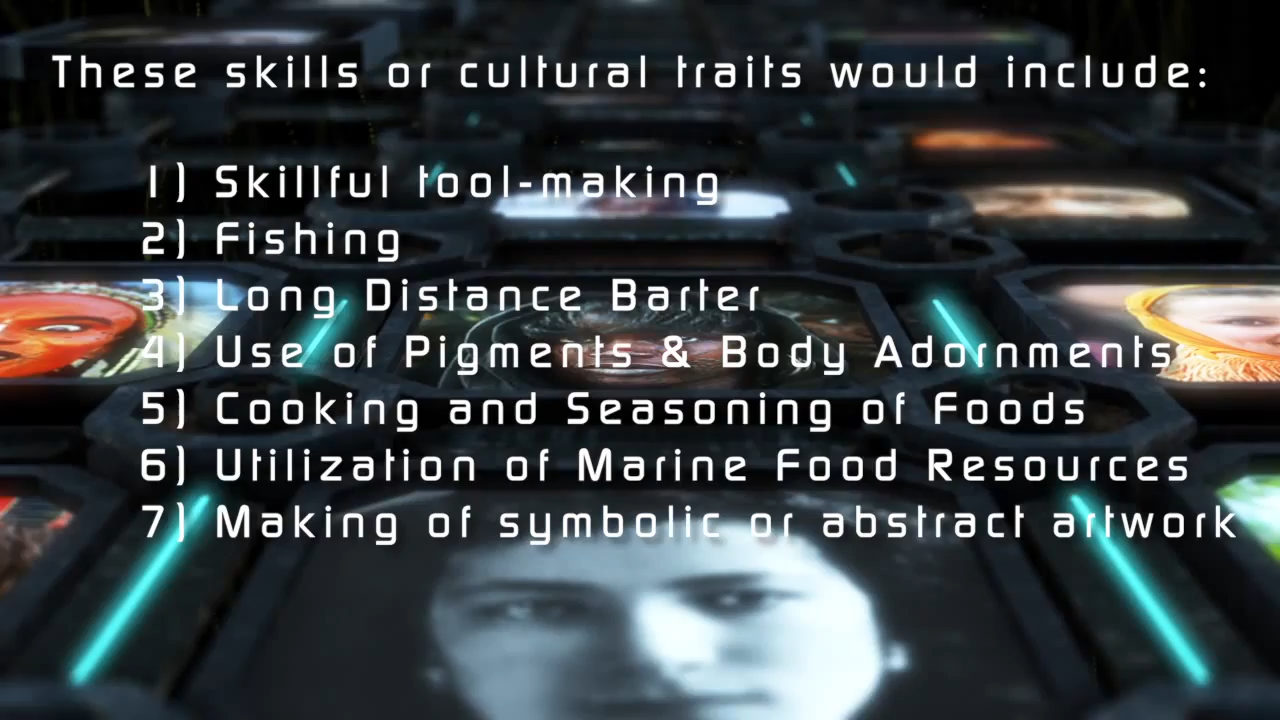 These skills or cultural traits would include:
1) Skillful tool-making
2) Fishing
3) Long Distance Barter
4) Use of Pigments & Body Adornments
5) Cooking and Seasoning of Foods
6) Utilization of Marine Food Resources
7) Making of symbolic or abstract artwork